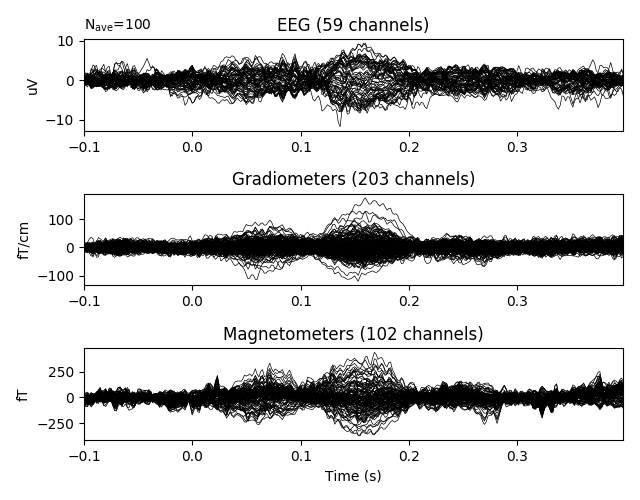 N_ave=100
EEG (59 channels)
10
0
−10
uV
−0.1 0.0 0.1 0.2 0.3
Gradiometers (203 channels)
100
0
−100
fT/cm
−0.1 0.0 0.1 0.2 0.3
Magnetometers (102 channels)
250
0
−250
fT
−0.1 0.0 0.1 0.2 0.3
Time (s)